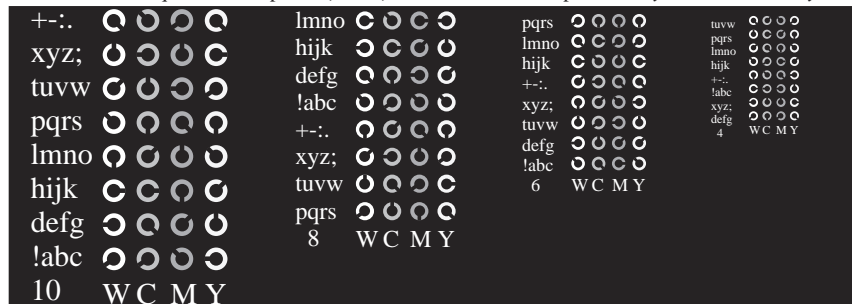 +-:.
xyz;
tuvw
pqrs
lmno
hijk
defg
!abc
10 W C M Y
lmno
hijk
defg
!abc
+-:.
xyz;
tuvw
pqrs
8 W C M Y
pqrs
lmno
hijk
+-:.
xyz;
tuvw
defg
!abc
6 W C M Y
tuvw
pqrs
lmno
hijk
+-:.
!abc
xyz;
defg
4 W C M Y